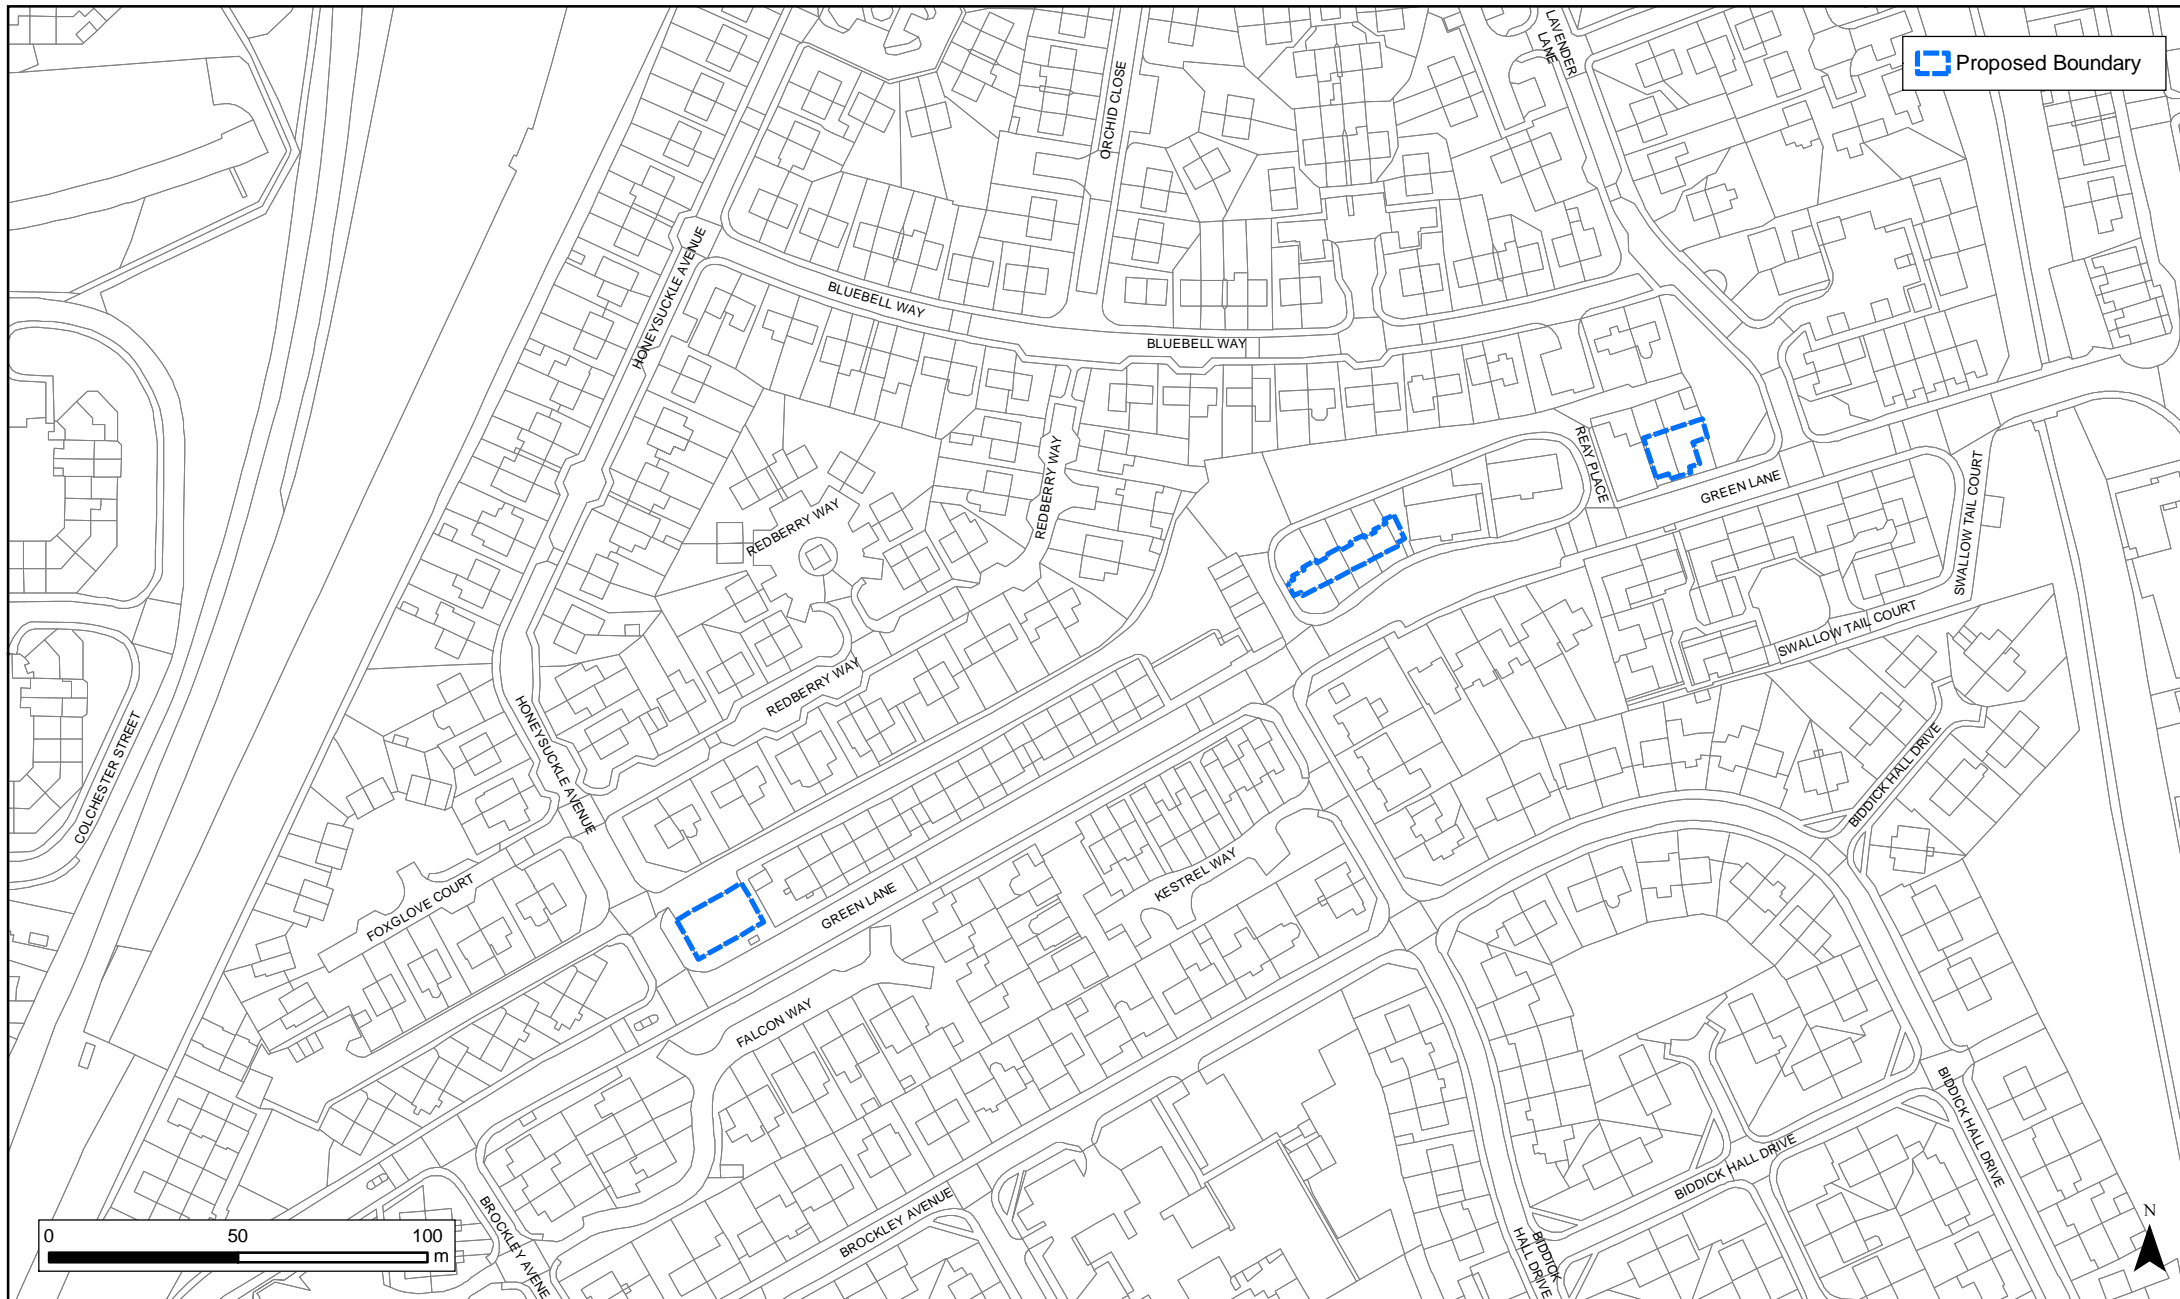 LAVENDER
LANE
Proposed Boundary
ORCHID CLOSE
HONEYSUCKLE AVENUE
BLUEBELL WAY
BLUEBELL WAY
REDBERRY WAY
REDBERRY WAY
REAY PLACE
GREEN LANE
SWALLOW TAIL COURT
SWALLOW TAIL COURT
REDBERRY WAY
HONEYSUCKLE AVENUE
COLCHESTER STREET
BIDDICK HALL DRIVE
FOXGLOVE COURT
GREEN LANE
KESTREL WAY
FALCON WAY
BIDDICK HALL DRIVE
BIDDICK HALL DRIVE
BROCKLEY AVENUE
BROCKLEY AVENE
BIDDICK
HALL DRIVE
0 50 100
m
N